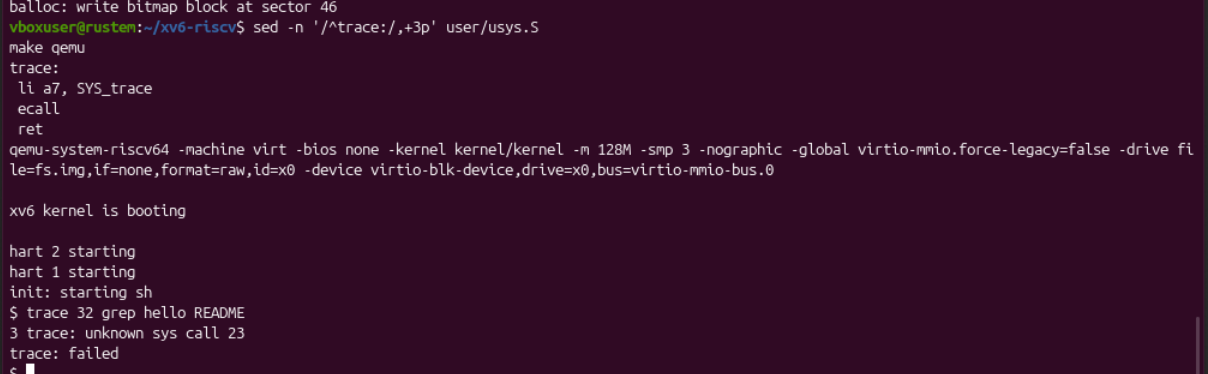 balloc: write bitmap block at sector 46
vboxuser@rustem:~/xv6-riscv$ sed -n '/^trace:/,+3p' user/usys.S
make qemu
trace:
 li a7, SYS_trace
 ecall
 ret
qemu-system-riscv64 -machine virt -bios none -kernel kernel/kernel -m 128M -smp 3 -nographic -global virtio-mmio.force-legacy=false -drive fi
le=fs.img,if=none,format=raw,id=x0 -device virtio-blk-device,drive=x0,bus=virtio-mmio-bus.0
xv6 kernel is booting
hart 2 starting
hart 1 starting
init: starting sh
$ trace 32 grep hello README
3 trace: unknown sys call 23
trace: failed
$